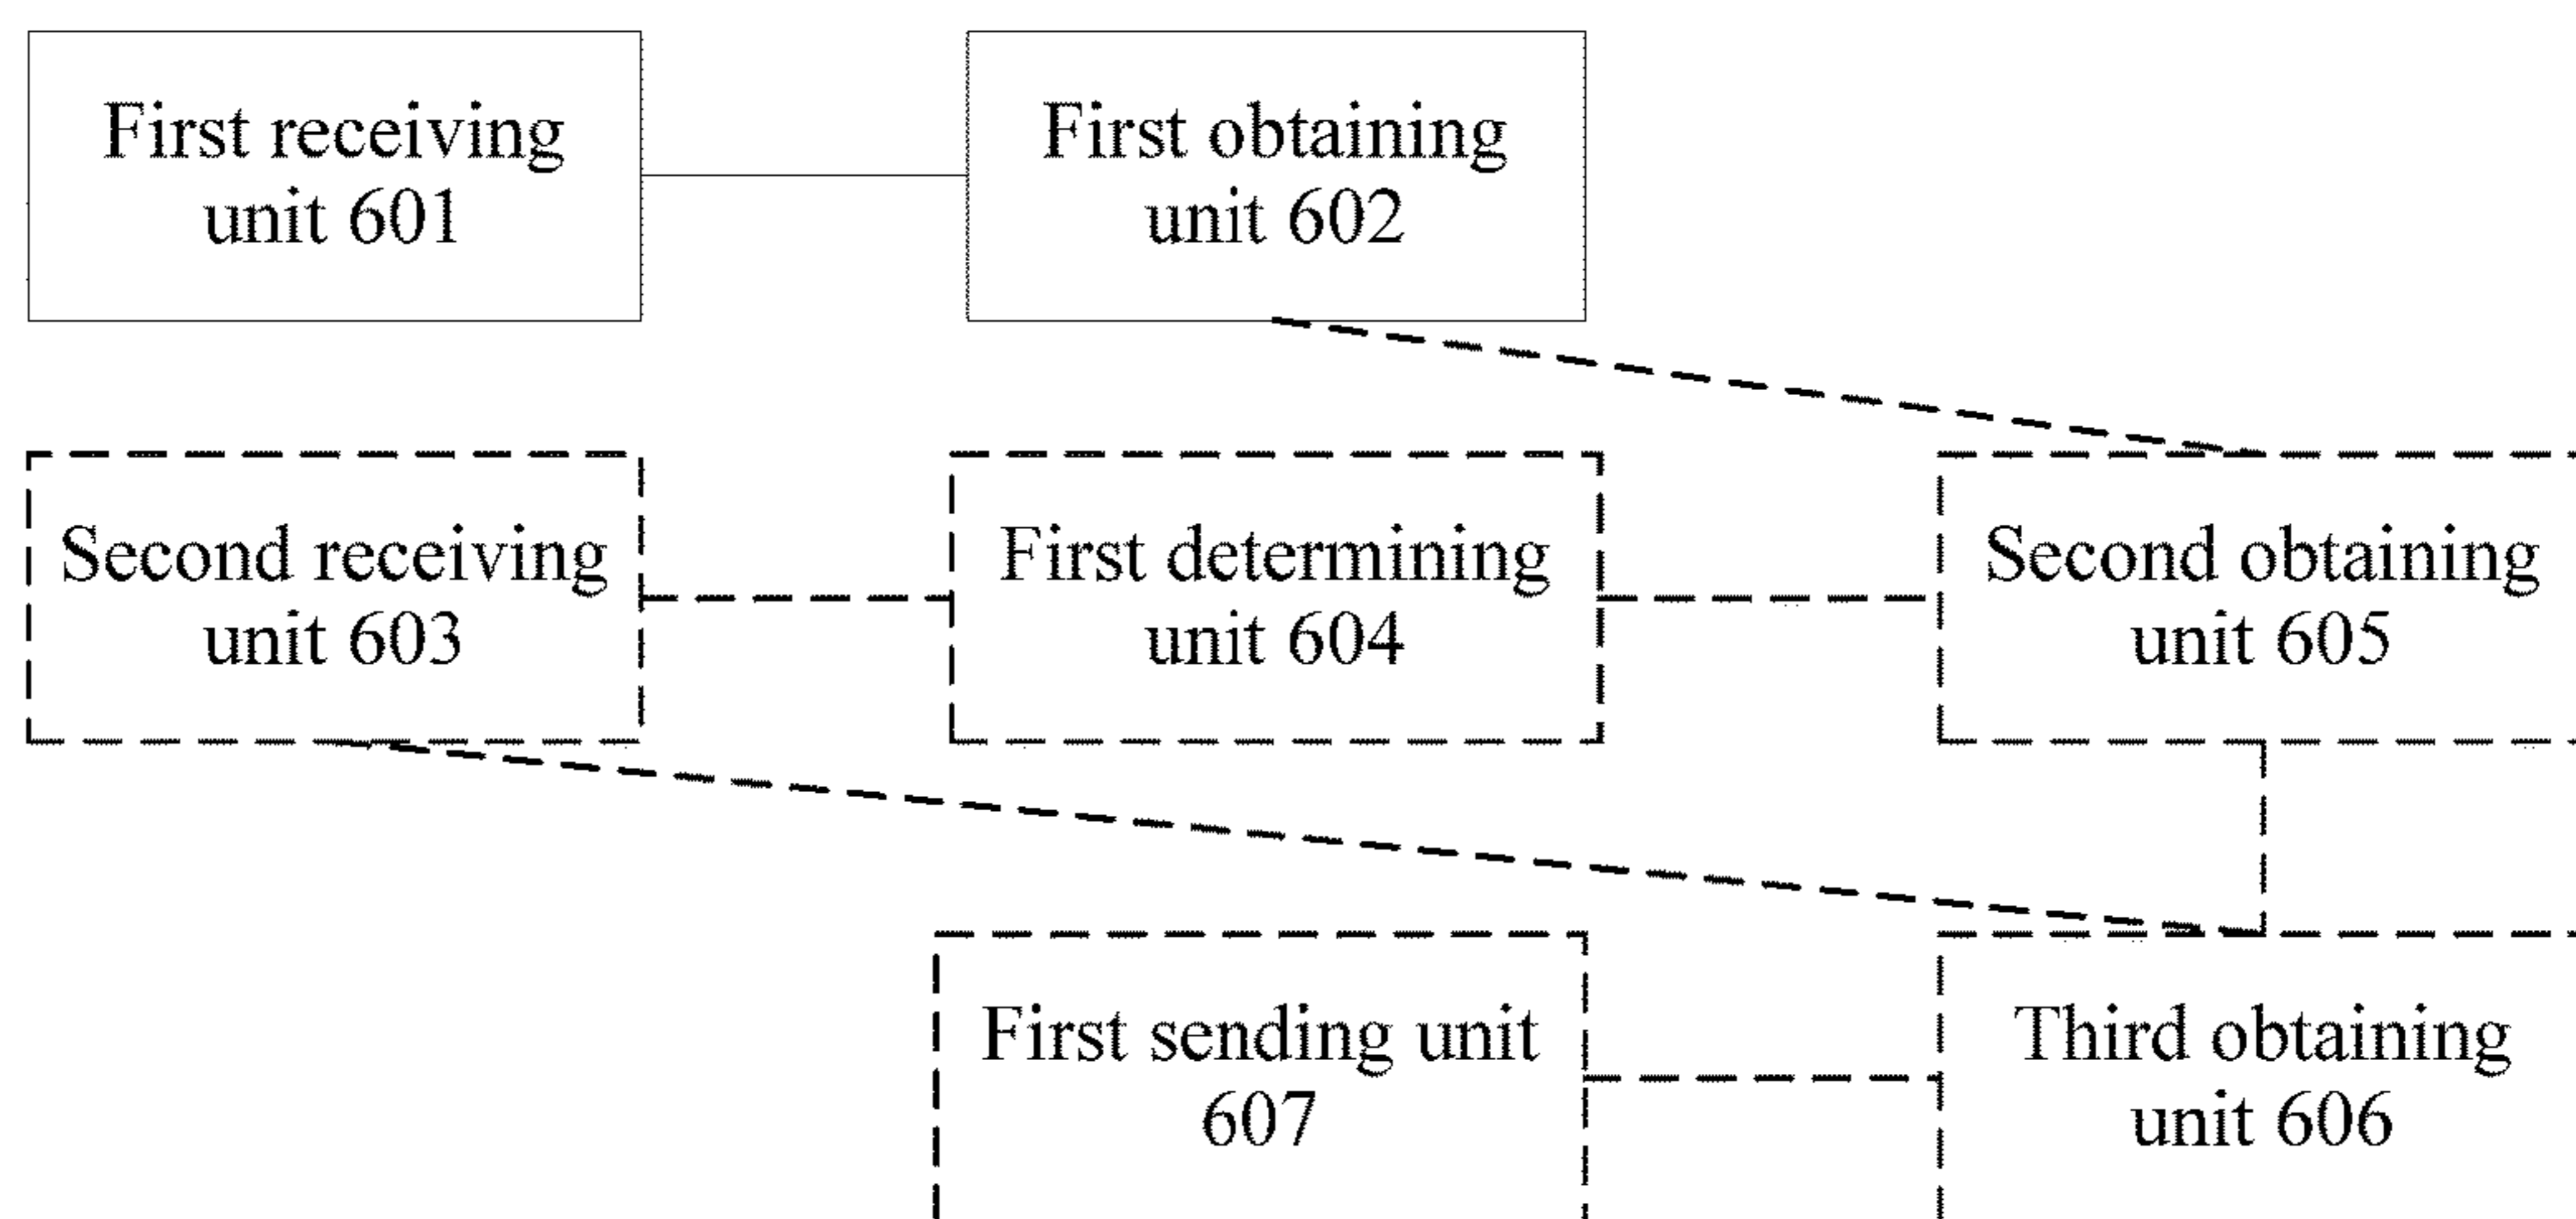 First receiving
unit 601
First obtaining
unit 602
Second receiving
unit 603
First determining
unit 604
Second obtaining
unit 605
First sending unit
607
Third obtaining
unit 606